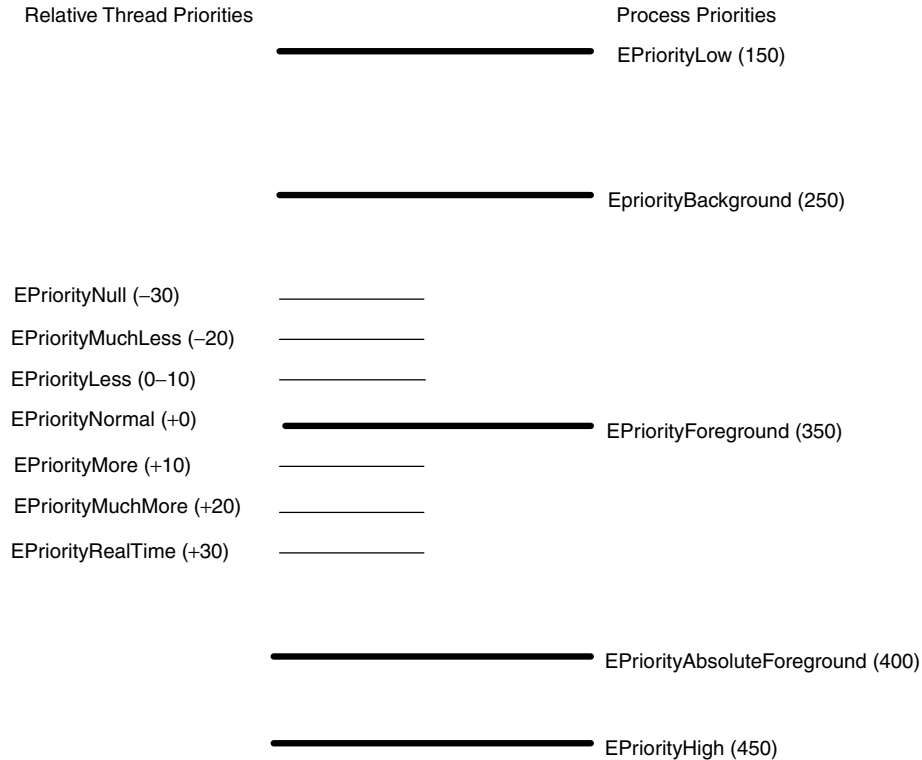 Relative Thread Priorities
Process Priorities
EPriorityLow (150)
EpriorityBackground (250)
EPriorityNull (−30)
EPriorityMuchLess (−20)
EPriorityLess (0−10)
EPriorityNormal (+0)
EPriorityForeground (350)
EPriorityMore (+10)
EPriorityMuchMore (+20)
EPriorityRealTime (+30)
EPriorityAbsoluteForeground (400)
EPriorityHigh (450)